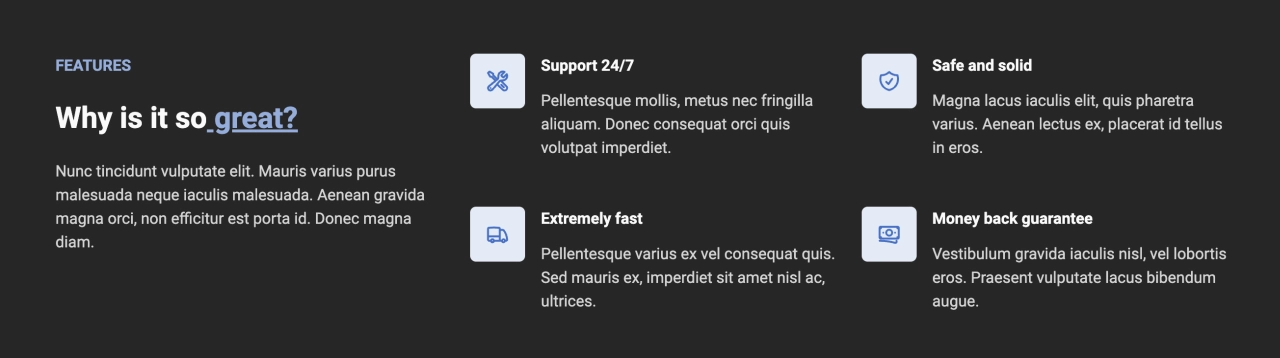 FEATURES
Why is it so great?
Nunc tincidunt vulputate elit. Mauris varius purus
malesuada neque iaculis malesuada. Aenean gravida
magna orci, non efficitur est porta id. Donec magna
diam.
Support 24/7
Pellentesque mollis, metus nec fringilla
aliquam. Donec consequat orci quis
volutpat imperdiet.
Safe and solid
Magna lacus iaculis elit, quis pharetra
varius. Aenean lectus ex, placerat id tellus
in eros.
Extremely fast
Pellentesque varius ex vel consequat quis.
Sed mauris ex, imperdiet sit amet nisl ac,
ultrices.
Money back guarantee
Vestibulum gravida iaculis nisl, vel lobortis
eros. Praesent vulputate lacus bibendum
augue.